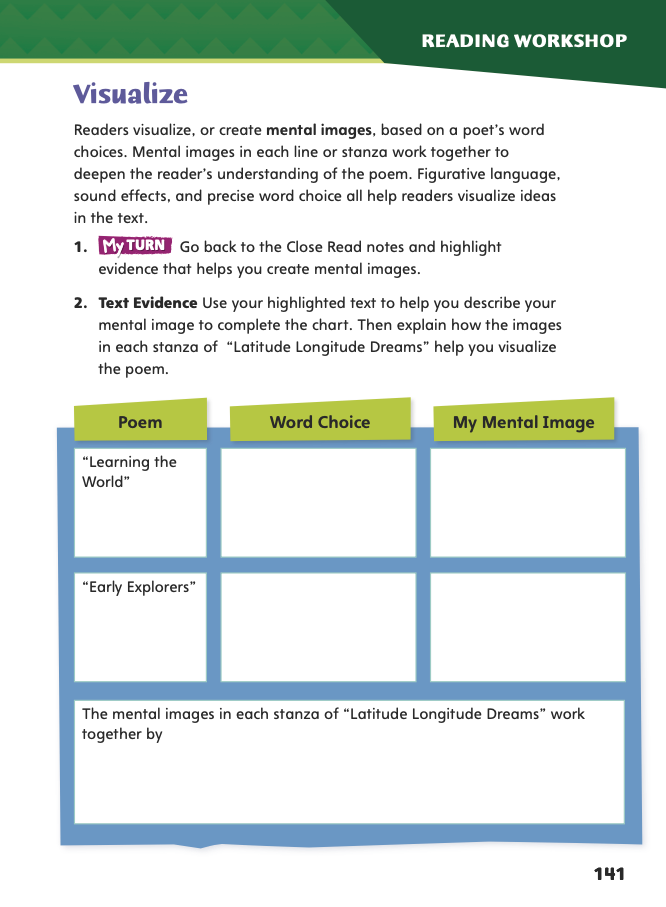 READING WORKSHOP
Visualize
Readers visualize, or create mental images, based on a poet’s word
choices. Mental images in each line or stanza work together to
deepen the reader’s understanding of the poem. Figurative language,
sound effects, and precise word choice all help readers visualize ideas
in the text.
1. My TURN Go back to the Close Read notes and highlight
evidence that helps you create mental images.
2. Text Evidence Use your highlighted text to help you describe your
mental image to complete the chart. Then explain how the images
in each stanza of “Latitude Longitude Dreams” help you visualize
the poem.
Poem Word Choice My Mental Image
“Learning the
World”
“Early Explorers”
The mental images in each stanza of “Latitude Longitude Dreams” work
together by
141